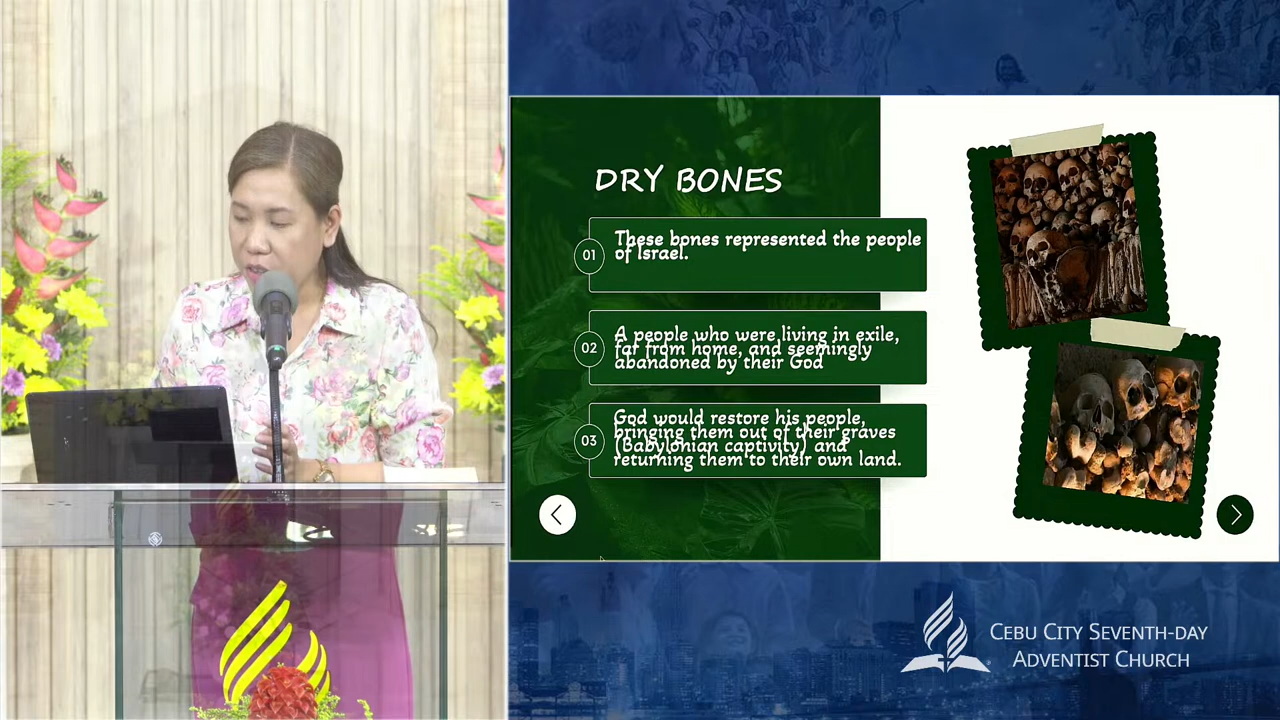 DRY BONES
01
These bones represented the people
of Israel.
02
A people who were living in exile,
far from home, and seemingly
abandoned by their God
03
God would restore his people,
bringing them out of their graves
(Babylonian captivity) and
returning them to their own land.
CEBU CITY SEVENTH-DAY
ADVENTIST CHURCH